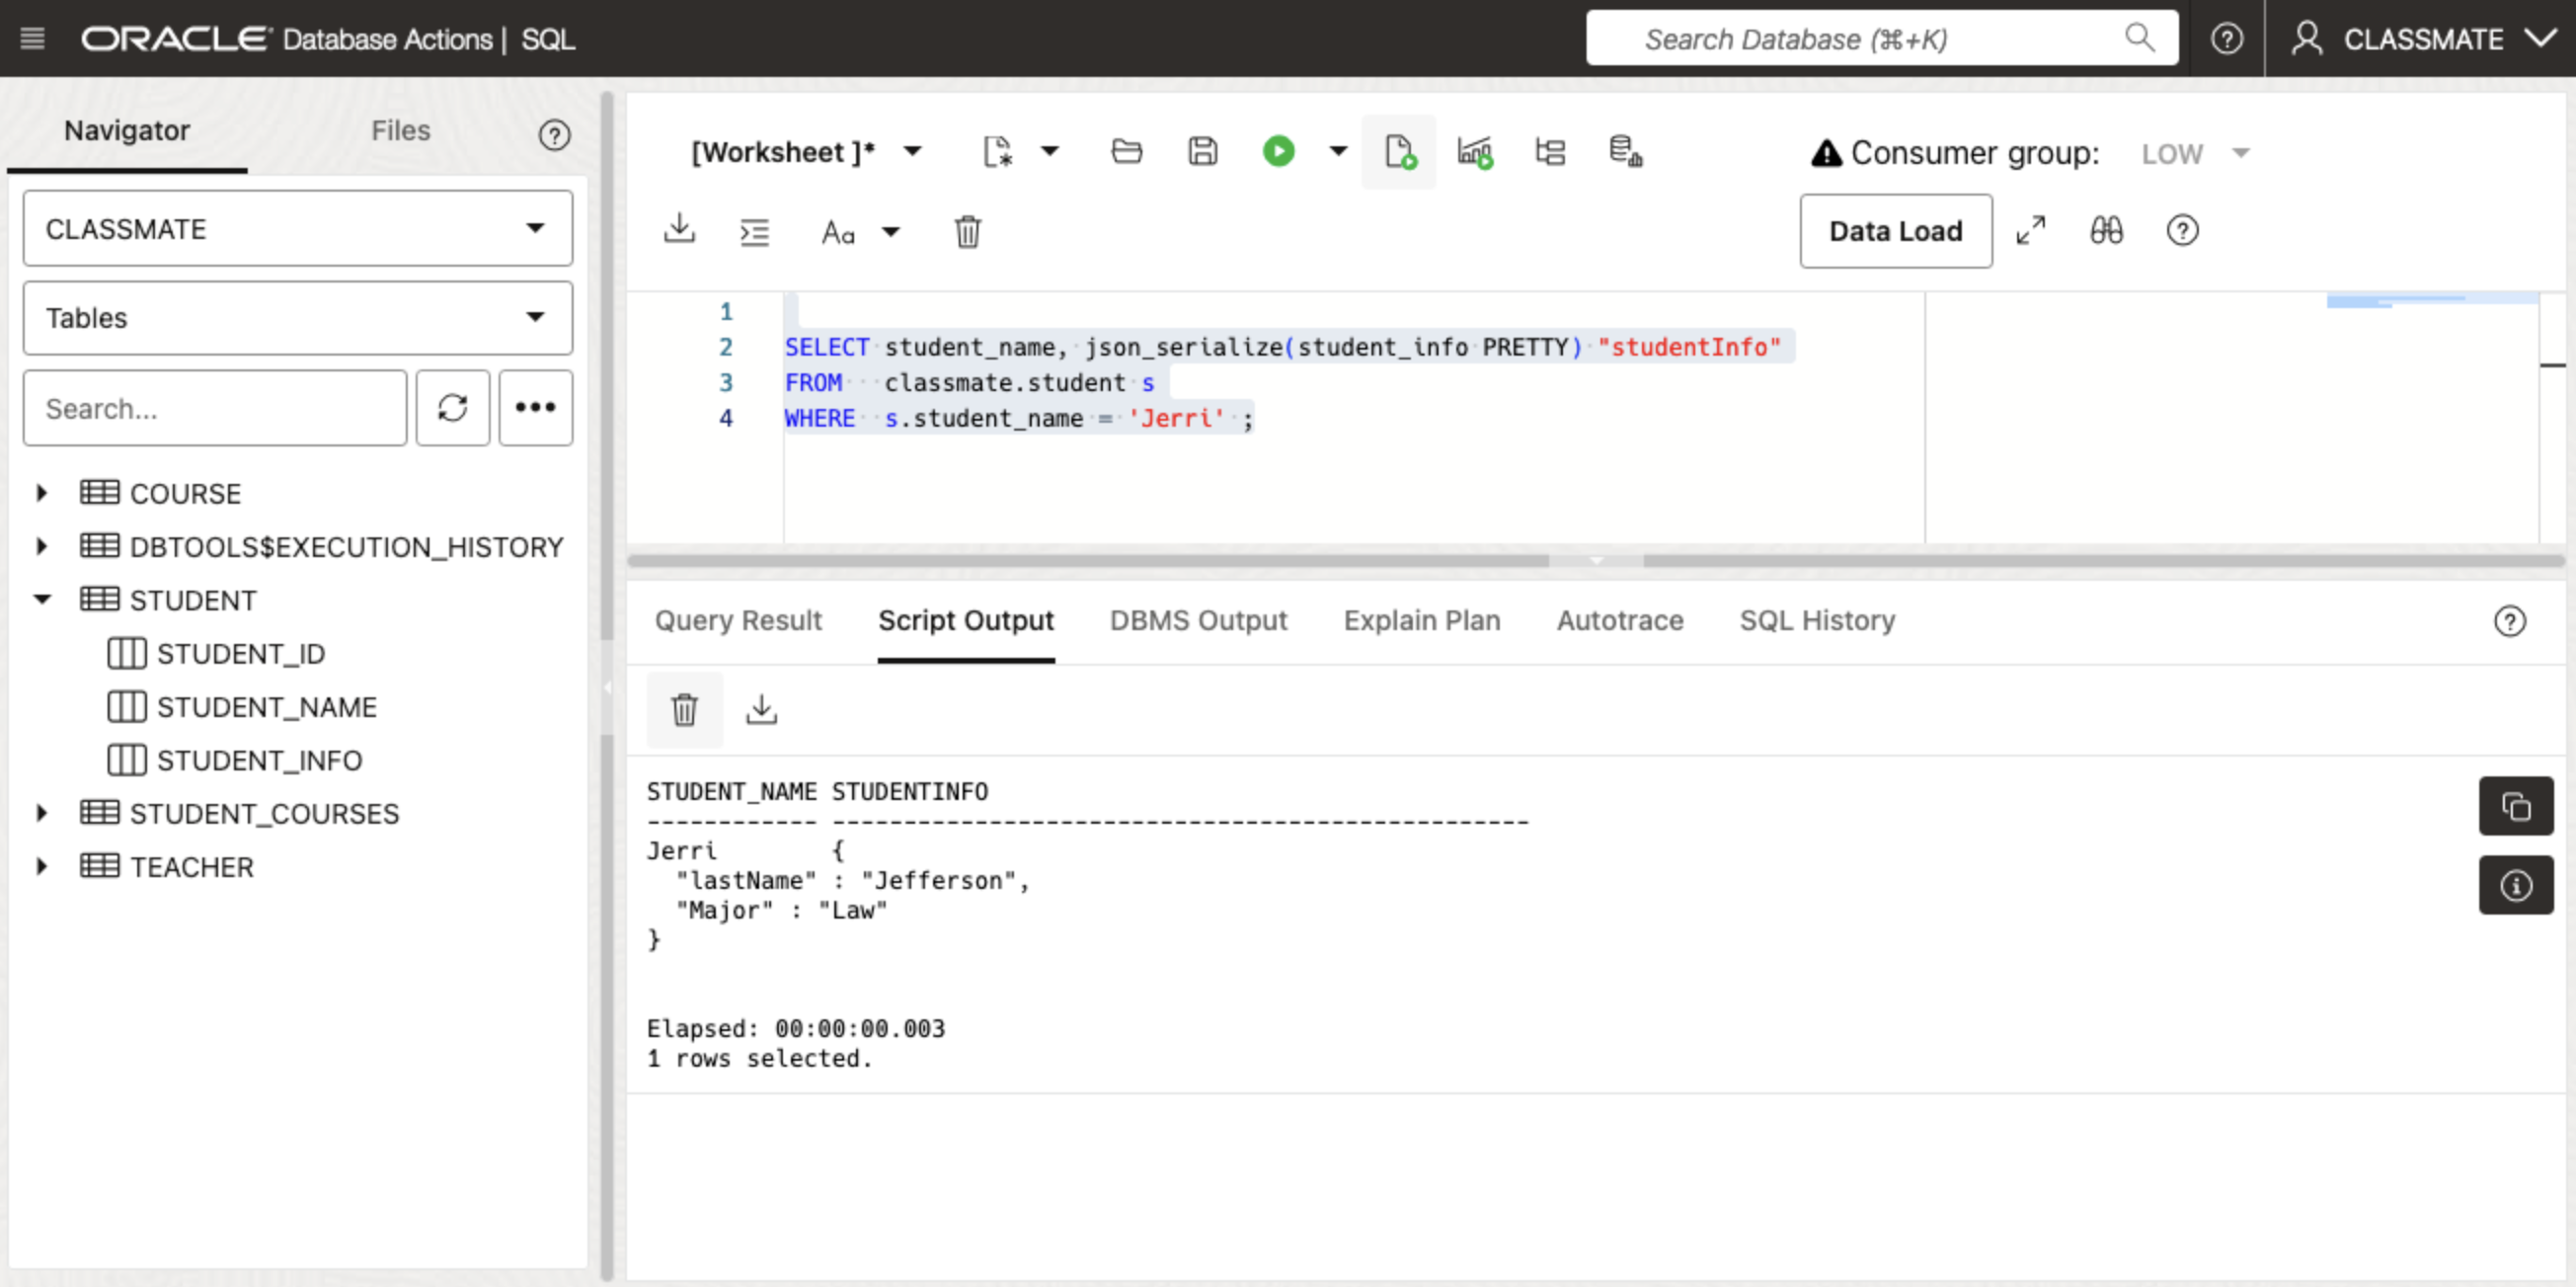 ORACLE Database Actions | SQL
Search Database (⌘+K)
CLASSMATE
Navigator
Files
CLASSMATE
Tables
Search...
COURSE
DBTOOLS$EXECUTION_HISTORY
STUDENT
STUDENT_ID
STUDENT_NAME
STUDENT_INFO
STUDENT_COURSES
TEACHER
[Worksheet ]*
Consumer group: LOW
Aa
Data Load
1
2 SELECT student_name, json_serialize(student_info PRETTY) "studentInfo"
3 FROM   classmate.student s
4 WHERE  s.student_name = 'Jerri' ;
Query Result
Script Output
DBMS Output
Explain Plan
Autotrace
SQL History
STUDENT_NAME STUDENTINFO
------------ -------------------------------------------------
Jerri        {
  "lastName" : "Jefferson",
  "Major" : "Law"
}
Elapsed: 00:00:00.003
1 rows selected.